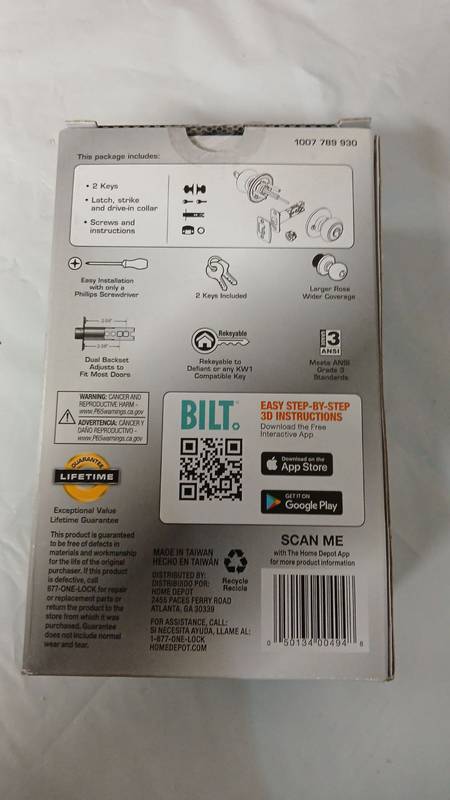 1007 789 930
This package includes:
• 2 Keys
• Latch, strike
and drive-in collar
• Screws and
instructions
Easy Installation
with only a
Phillips Screwdriver
2 Keys Included
Larger Rose
Wider Coverage
2-3/4"
2-3/8"
Dual Backset
Adjusts to
Fit Most Doors
Rekeyable
Rekeyable to
Defiant or any KW1
Compatible Key
3
ANSI
Meets ANSI
Grade 3
Standards
WARNING: CANCER AND
REPRODUCTIVE HARM -
www.P65warnings.ca.gov
ADVERTENCIA: CÁNCER Y
DAÑO REPRODUCTIVO -
www.P65warnings.ca.gov
BILT
EASY STEP-BY-STEP
3D INSTRUCTIONS
Download the Free
Interactive App
Download on the
App Store
GET IT ON
Google Play
GUARANTEE
LIFETIME
Exceptional Value
Lifetime Guarantee
This product is guaranteed
to be free of defects in
materials and workmanship
for the life of the original
purchaser. If this product
is defective, call
877-ONE-LOCK for repair
or replacement parts or
return the product to the
store from which it was
purchased. Guarantee
does not include normal
wear and tear.
MADE IN TAIWAN
HECHO EN TAIWÁN
DISTRIBUTED BY:
DISTRIBUIDO POR:
HOME DEPOT
2455 PACES FERRY ROAD
ATLANTA, GA 30339
FOR ASSISTANCE, CALL:
SI NECESITA AYUDA, LLAME AL:
1-877-ONE-LOCK
HOMEDEPOT.COM
Recycle
Recicla
SCAN ME
with The Home Depot App
for more product information
0 50134 00494 8